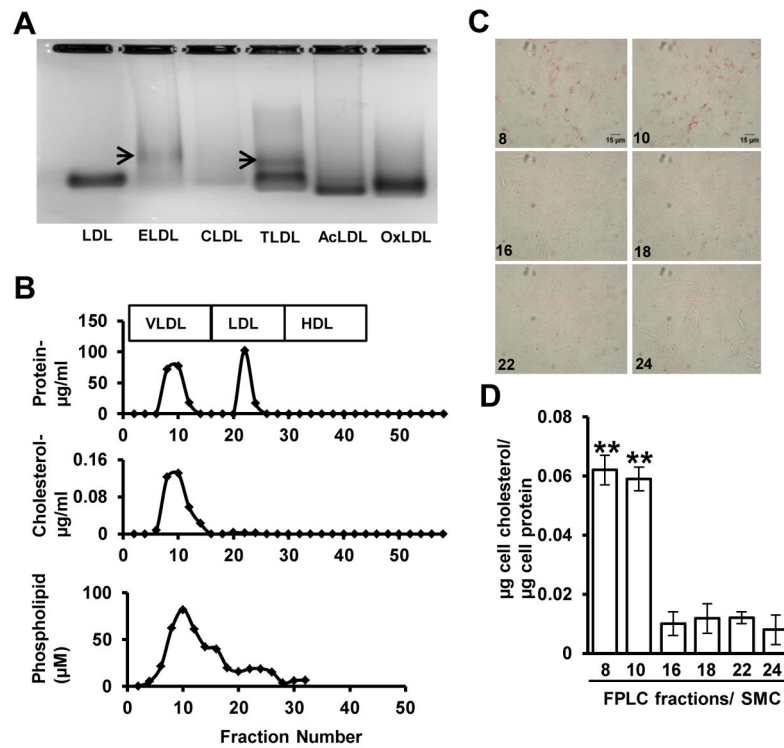 A
LDL ELDL CLDL TLDL AcLDL OxLDL
B
VLDL LDL HDL
Protein-
µg/ml
150
100
50
0
0 10 20 30 40 50
Cholesterol-
µg/ml
0.16
0.08
0
0 10 20 30 40 50
Phospholipid
(µM)
100
50
0
0 10 20 30 40 50
Fraction Number
C
8 15 µm
10 15 µm
16
18
22
24
D
µg cell cholesterol/
µg cell protein
0.08
0.06
0.04
0.02
0
** **
8 10 16 18 22 24
FPLC fractions/ SMC